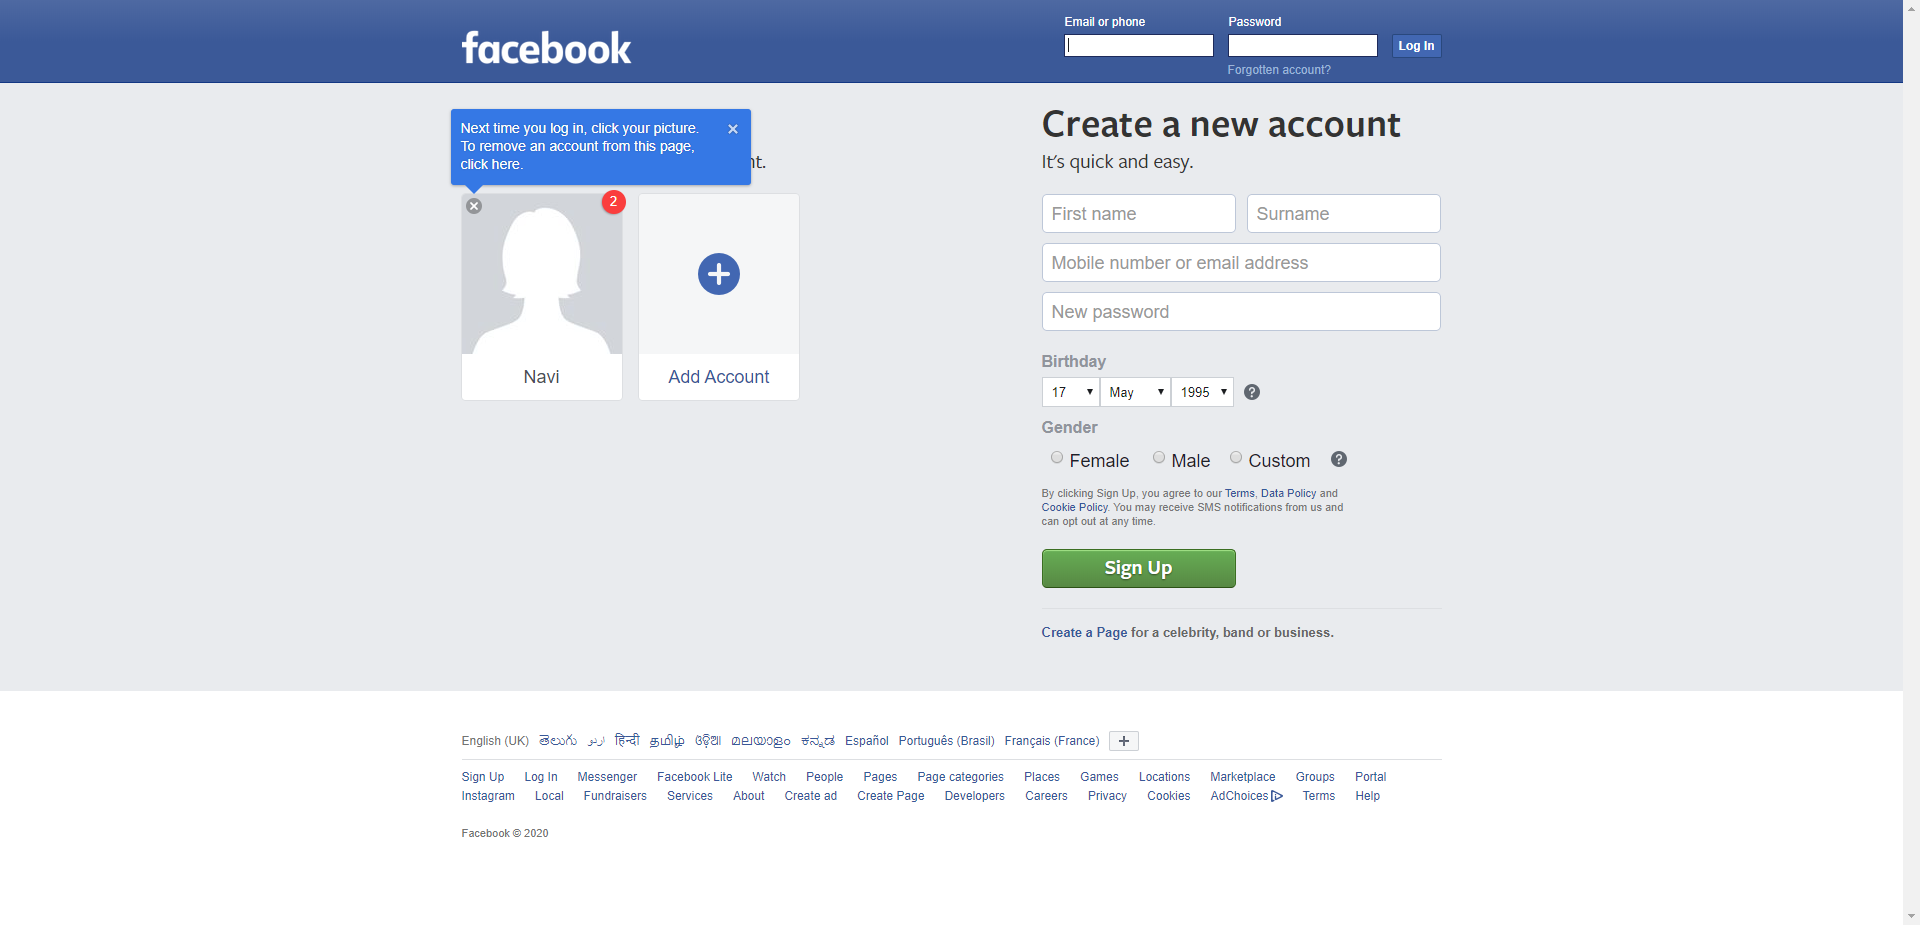 facebook
Email or phone
Password
Log In
Forgotten account?
Next time you log in, click your picture.
To remove an account from this page,
click here.
2
Navi
Add Account
Create a new account
It's quick and easy.
First name
Surname
Mobile number or email address
New password
Birthday
17 May 1995
Gender
Female Male Custom
By clicking Sign Up, you agree to our Terms, Data Policy and
Cookie Policy. You may receive SMS notifications from us and
can opt out at any time.
Sign Up
Create a Page for a celebrity, band or business.
English (UK) తెలుగు اردو हिन्दी தமிழ் ଓଡ଼ିଆ മലയാളം ಕನ್ನಡ Español Português (Brasil) Français (France)
Sign Up Log In Messenger Facebook Lite Watch People Pages Page categories Places Games Locations Marketplace Groups Portal
Instagram Local Fundraisers Services About Create ad Create Page Developers Careers Privacy Cookies AdChoices Terms Help
Facebook © 2020